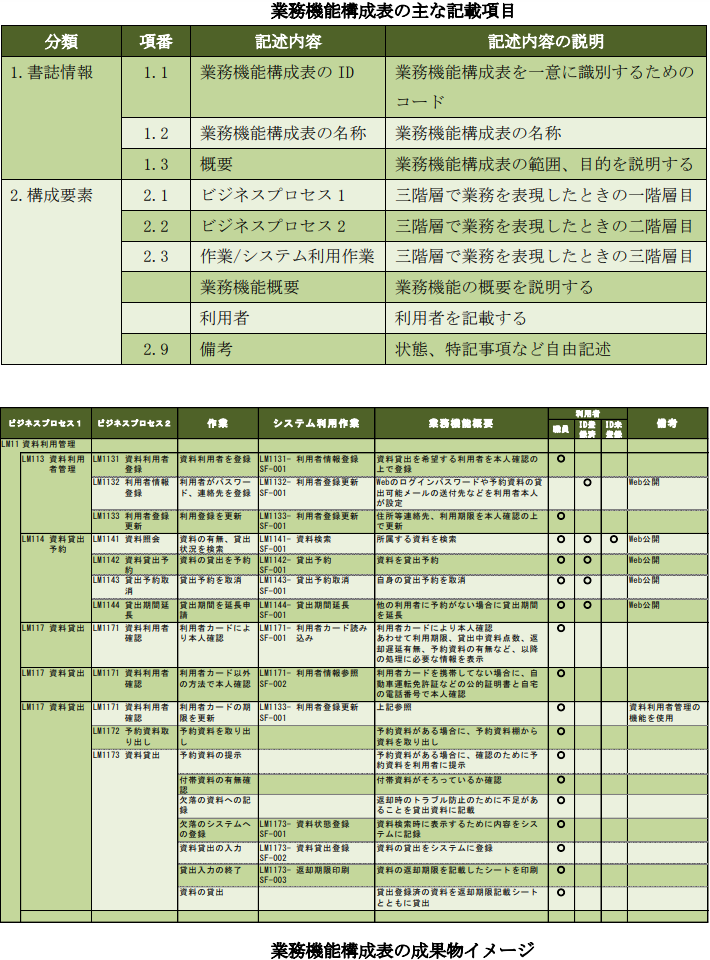 業務機能構成表の主な記載項目
分類 項番 記述内容 記述内容の説明
1.書誌情報 1.1 業務機能構成表の ID 業務機能構成表を一意に識別するための
コード
1.2 業務機能構成表の名称 業務機能構成表の名称
1.3 概要 業務機能構成表の範囲、目的を説明する
2.構成要素 2.1 ビジネスプロセス1 三階層で業務を表現したときの一階層目
2.2 ビジネスプロセス2 三階層で業務を表現したときの二階層目
2.3 作業/システム利用作業 三階層で業務を表現したときの三階層目
業務機能概要 業務機能の概要を説明する
利用者 利用者を記載する
2.9 備考 状態、特記事項など自由記述
利用者
ビジネスプロセス1 ビジネスプロセス2 作業 システム利用作業 業務機能概要 職員 ID登 ID未 備考
録済 登録
LM11 資料利用管理
LM113 資料利用 LM1131 資料利用者 資料利用者を登録 LM1131- 利用者情報登録 資料貸出を希望する利用者を本人確認の ○
者管理 登録 SF-001 上で登録
LM1132 利用者情報 利用者がパスワー LM1132- 利用者登録更新 Webのログインパスワードや予約資料の貸 ○ Web公開
登録 ド、連絡先を登録 SF-001 出可能メールの送付先などを利用者本人
が設定
LM1133 利用者登録 利用登録を更新 LM1133- 利用者登録更新 住所等連絡先、利用期限を本人確認の上 ○
更新 SF-001 で更新
LM114 資料貸出 LM1141 資料照会 資料の有無、貸出 LM1141- 資料検索 所属する資料を検索 ○ ○ ○ Web公開
予約 状況を検索 SF-001
LM1142 資料貸出予 資料の貸出を予約 LM1142- 貸出予約 資料を貸出予約 ○ ○ Web公開
約 SF-001
LM1143 貸出予約取 貸出予約を取消 LM1143- 貸出予約取消 自身の貸出予約を取消 ○ ○ Web公開
消 SF-001
LM1144 貸出期間延 貸出期間を延長申 LM1144- 貸出期間延長 他の利用者に予約がない場合に貸出期間 ○ ○ Web公開
長 請 SF-001 を延長
LM117 資料貸出 LM1171 資料利用者 利用者カードによ LM1171- 利用者カード読み 利用者カードにより本人確認 ○
確認 り本人確認 SF-001 込み あわせて利用期限、貸出中資料点数、返
却遅延有無、予約資料の有無など、以降
の処理に必要な情報を表示
LM117 資料貸出 LM1171 資料利用者 利用者カード以外 LM1171- 利用者情報参照 利用者カードを携帯してない場合に、自 ○
確認 の方法で本人確認 SF-002 動車運転免許証などの公的証明書と自宅
の電話番号で本人確認
LM117 資料貸出 LM1171 資料利用者 利用者カードの期 LM1133- 利用者登録更新 上記参照 ○ 資料利用者管理の
確認 限を更新 SF-001 機能を使用
LM1172 予約資料取 予約資料を取り出 予約資料がある場合に、予約資料棚から ○
り出し し 資料を取り出し
LM1173 資料貸出 予約資料の提示 予約資料がある場合に、確認のために予 ○
約資料を利用者に提示
付帯資料の有無確 付帯資料がそろっているか確認 ○
認
欠落の資料への記 返却時のトラブル防止のために不足があ ○
録 ることを貸出資料に記載
欠落のシステムへ LM1173- 資料状態登録 資料検索時に表示するために内容をシス ○
の登録 SF-001 テムに記録
資料貸出の入力 LM1173- 資料貸出登録 資料の貸出をシステムに登録 ○
SF-002
貸出入力の終了 LM1173- 返却期限印刷 資料の返却期限を記載したシートを印刷 ○
SF-003
資料の貸出 貸出登録済の資料を返却期限記載シート ○
とともに貸出
業務機能構成表の成果物イメージ